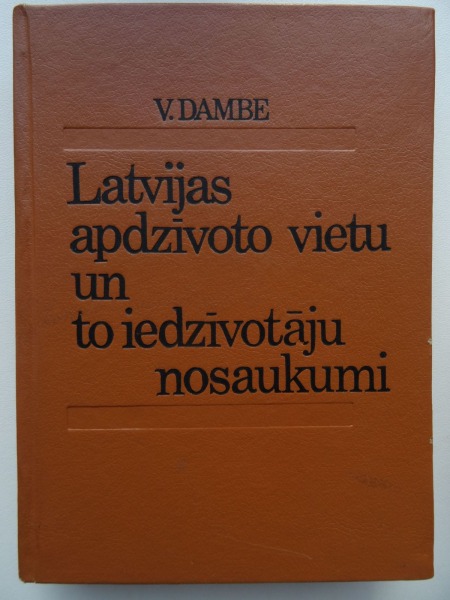 V. DAMBE
Latvijas
apdzīvoto vietu
un
to iedzīvotāju
nosaukumi